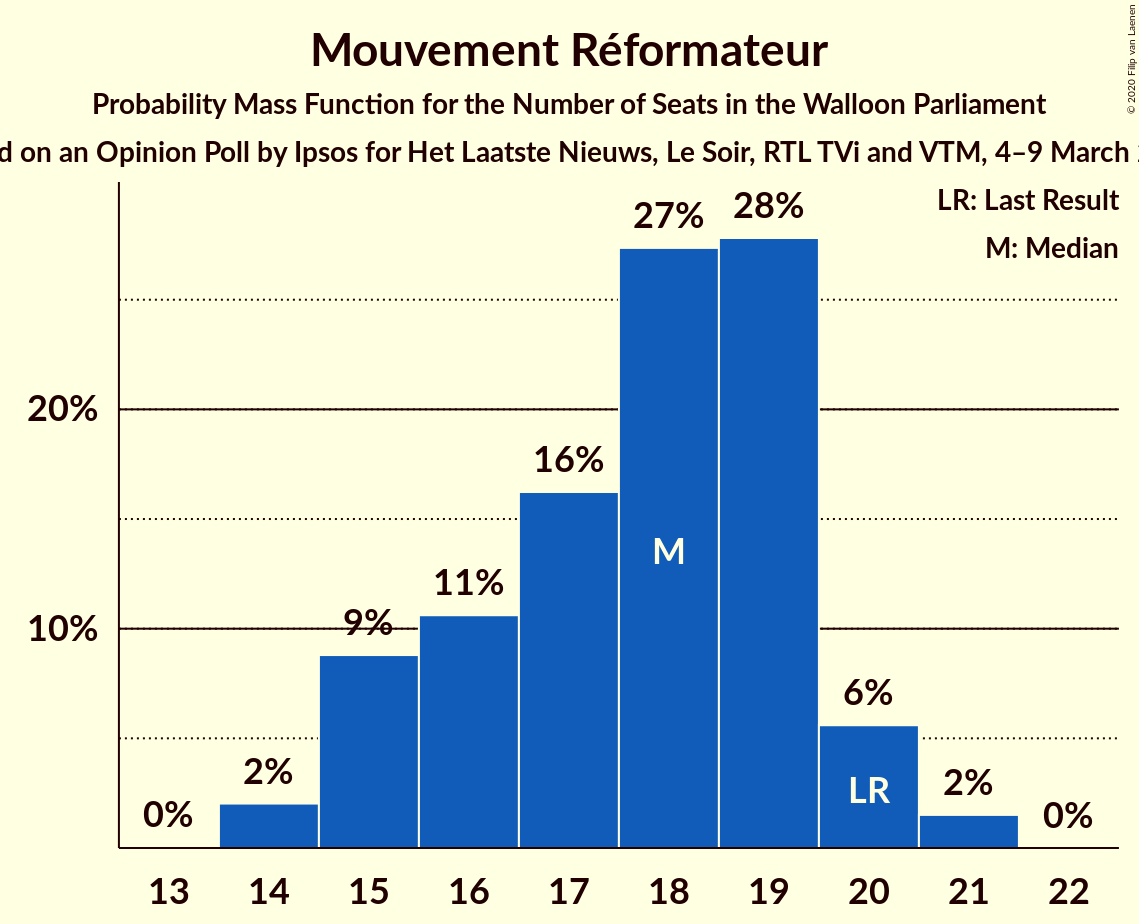 © 2020 Filip van Laenen
Mouvement Réformateur
Probability Mass Function for the Number of Seats in the Walloon Parliament
on an Opinion Poll by Ipsos for Het Laatste Nieuws, Le Soir, RTL TVi and VTM, 4–9 March
LR: Last Result
M: Median
27% 28%
20%
16%
M
11%
10% 9%
6%
LR
2% 2%
0% 0%
13 14 15 16 17 18 19 20 21 22